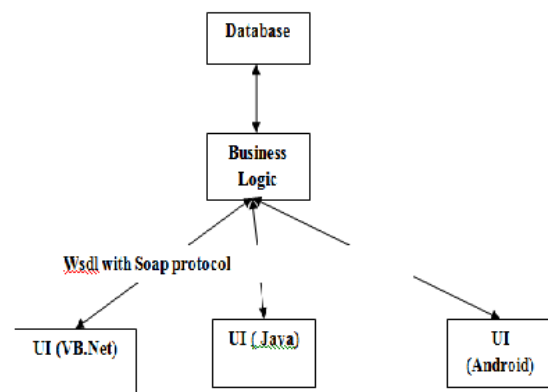 Database
Business
Logic
Wsdl with Soap protocol
UI (VB.Net)
UI ( Java)
UI
(Android)